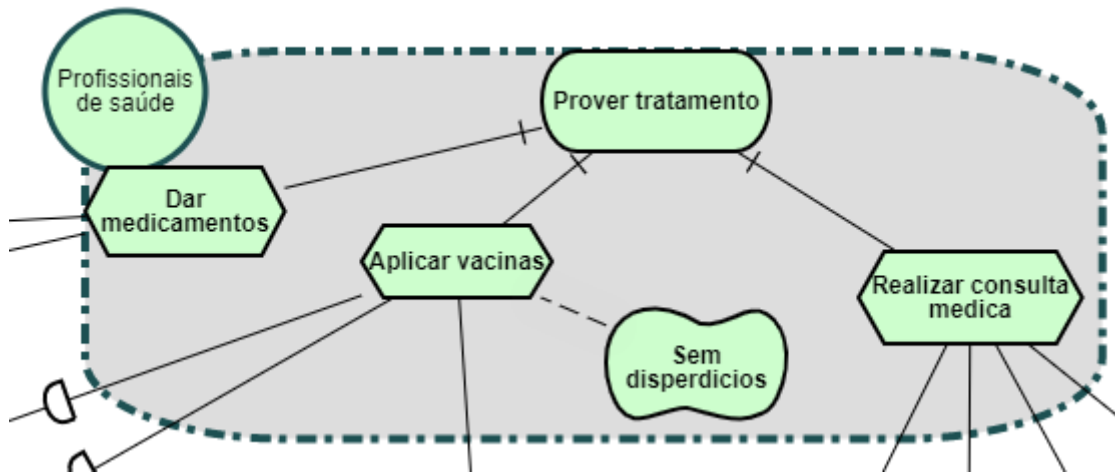 Profissionais
de saúde
Prover tratamento
Dar
medicamentos
Aplicar vacinas
Realizar consulta
medica
Sem
disperdicios